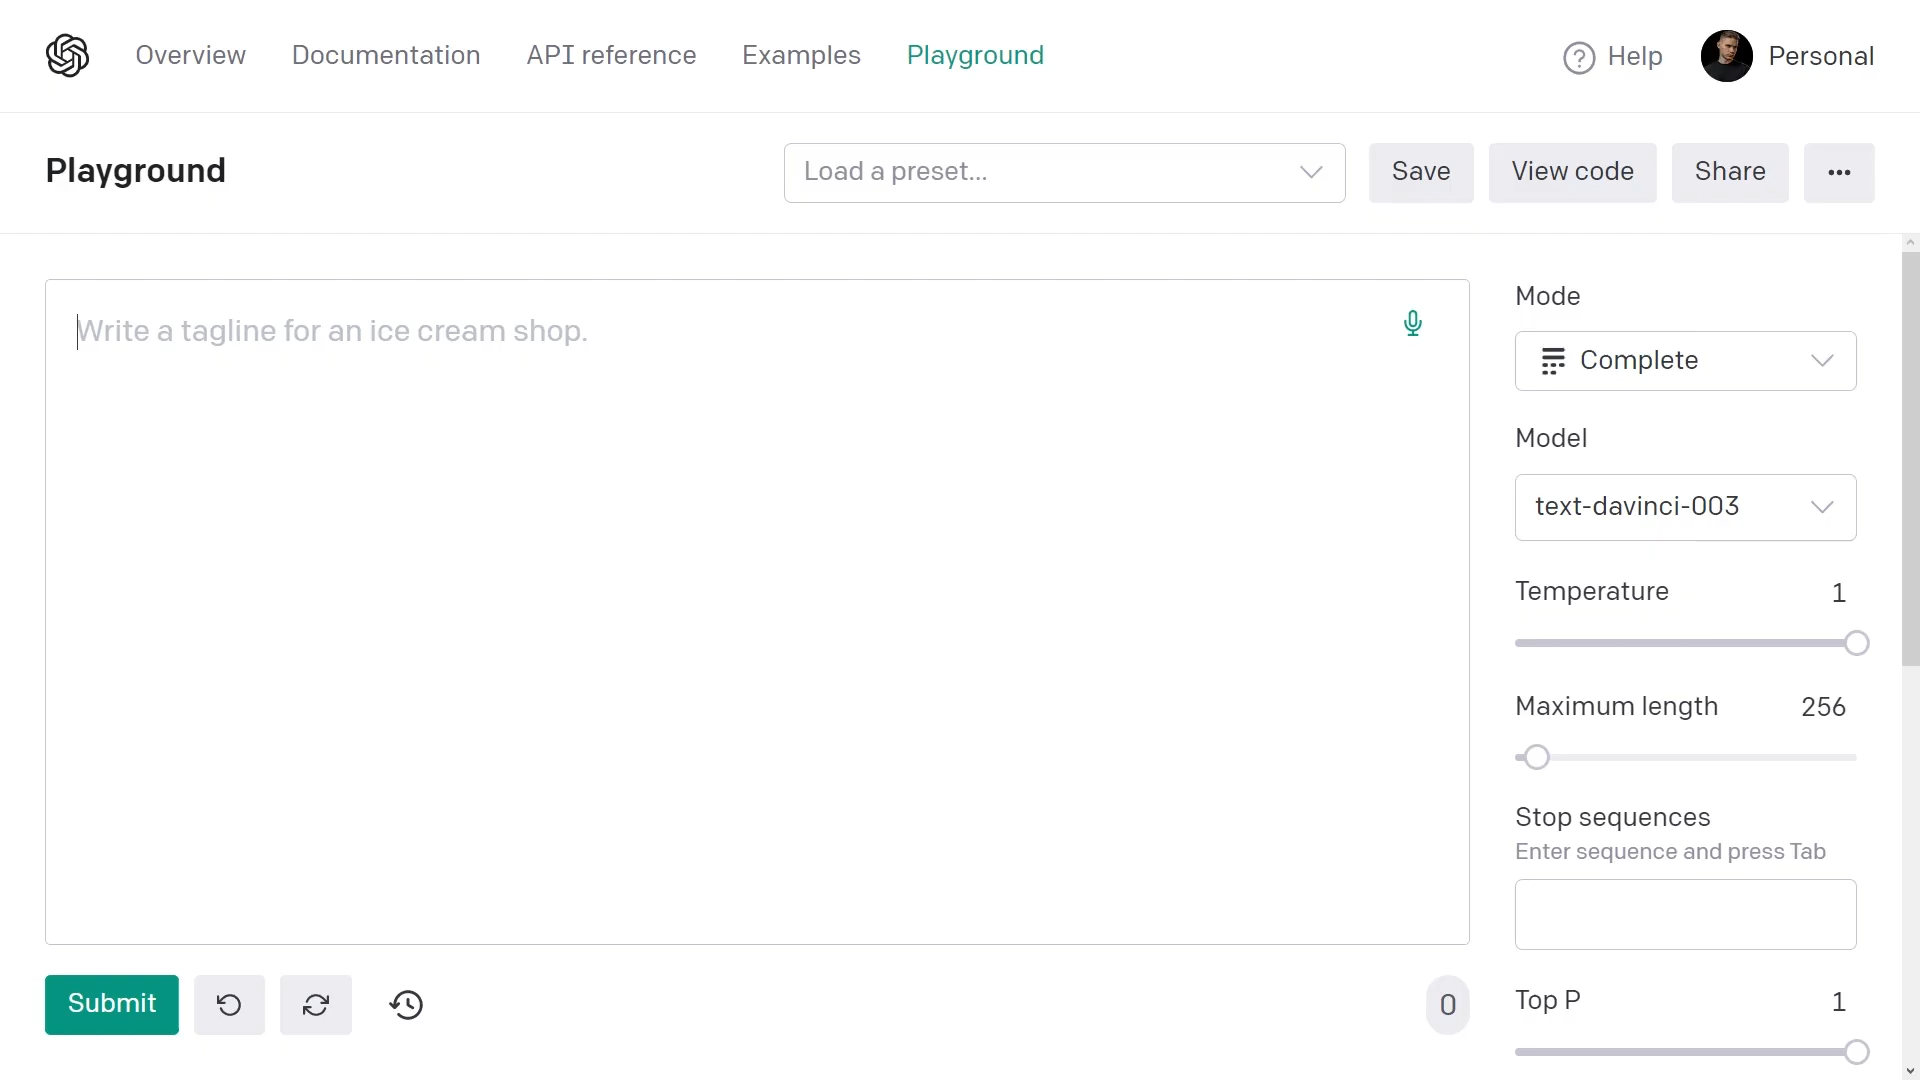 Overview Documentation API reference Examples Playground Help Personal
Playground Load a preset... Save View code Share
Write a tagline for an ice cream shop.
Mode
Complete
Model
text-davinci-003
Temperature 1
Maximum length 256
Stop sequences
Enter sequence and press Tab
Top P 1
Submit 0